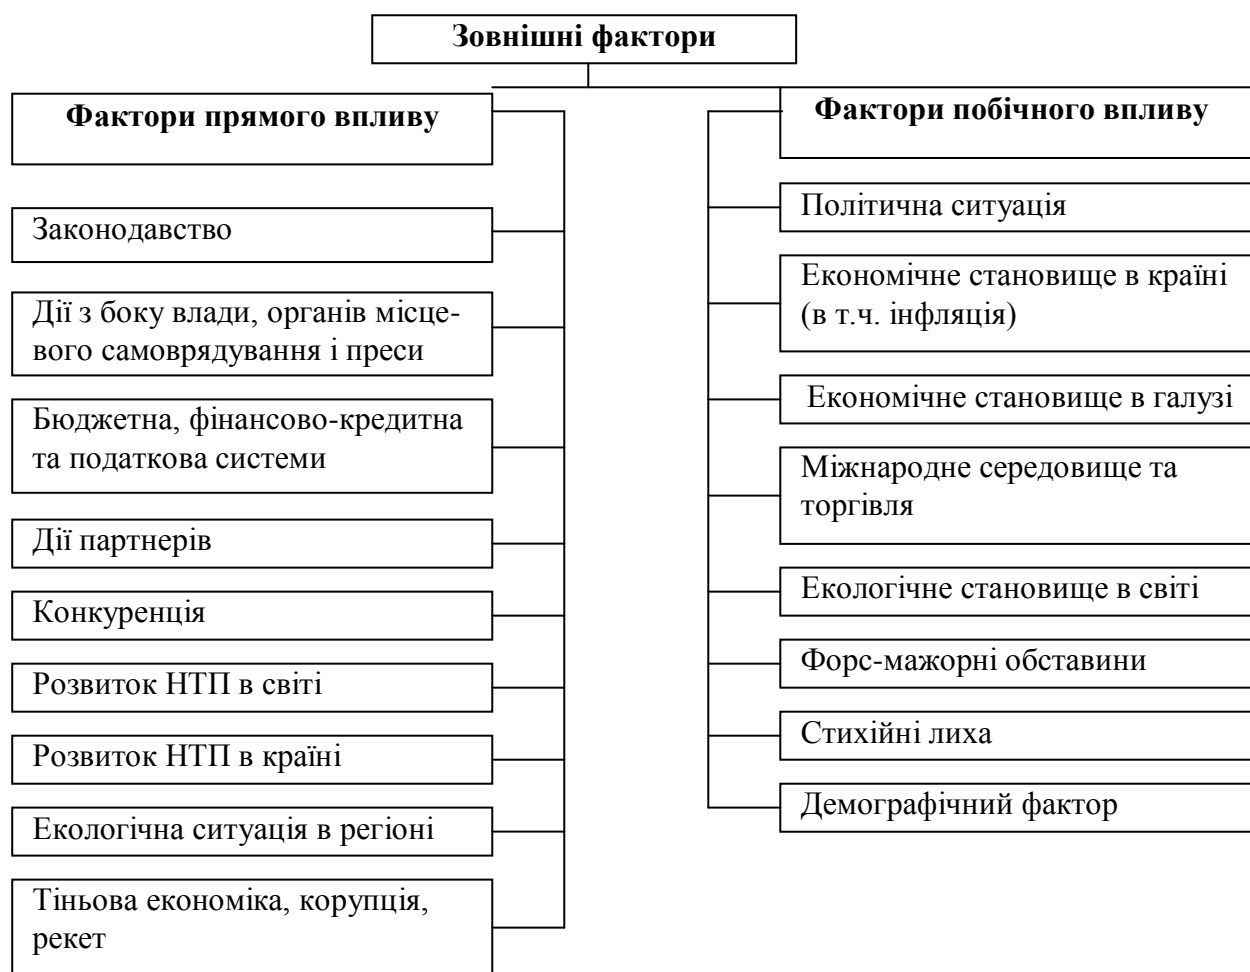 Зовнішні фактори
Фактори прямого впливу
Законодавство
Дії з боку влади, органів місце-
вого самоврядування і преси
Бюджетна, фінансово-кредитна
та податкова системи
Дії партнерів
Конкуренція
Розвиток НТП в світі
Розвиток НТП в країні
Екологічна ситуація в регіоні
Тіньова економіка, корупція,
рекет
Фактори побічного впливу
Політична ситуація
Економічне становище в країні
(в т.ч. інфляція)
Економічне становище в галузі
Міжнародне середовище та
торгівля
Екологічне становище в світі
Форс-мажорні обставини
Стихійні лиха
Демографічний фактор